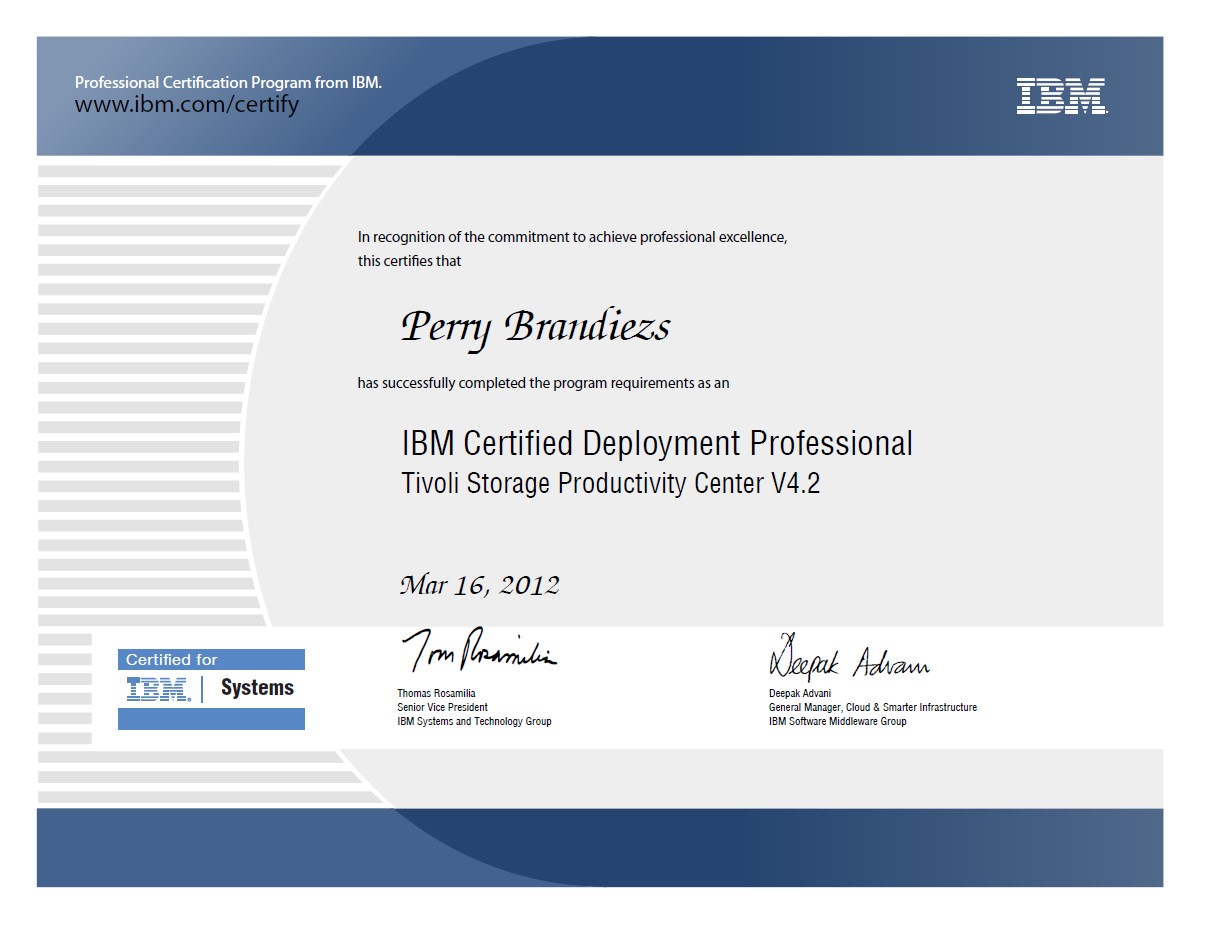 Professional Certification Program from IBM.
www.ibm.com/certify
IBM
In recognition of the commitment to achieve professional excellence,
this certifies that
Perry Brandiezs
has successfully completed the program requirements as an
IBM Certified Deployment Professional
Tivoli Storage Productivity Center V4.2
Mar 16, 2012
Tom Rosamilia
Thomas Rosamilia
Senior Vice President
IBM Systems and Technology Group
Deepak Advani
Deepak Advani
General Manager, Cloud & Smarter Infrastructure
IBM Software Middleware Group
Certified for
IBM | Systems